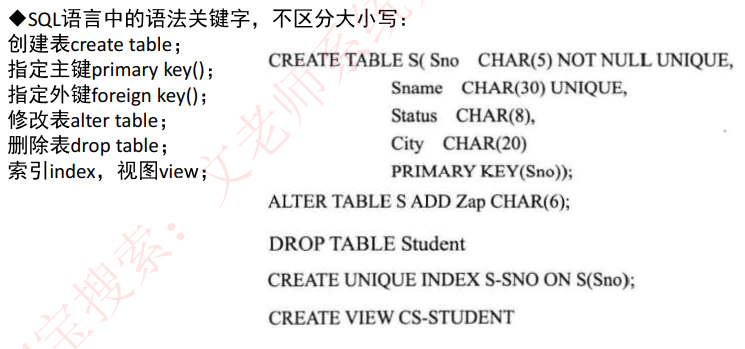 ◆SQL语言中的语法关键字，不区分大小写：
创建表create table；
指定主键primary key()；
指定外键foreign key()；
修改表alter table；
删除表drop table；
索引index，视图view；
CREATE TABLE S( Sno CHAR(5) NOT NULL UNIQUE,
Sname CHAR(30) UNIQUE,
Status CHAR(8),
City CHAR(20)
PRIMARY KEY(Sno));
ALTER TABLE S ADD Zap CHAR(6);
DROP TABLE Student
CREATE UNIQUE INDEX S-SNO ON S(Sno);
CREATE VIEW CS-STUDENT
宝搜索：文老师系统